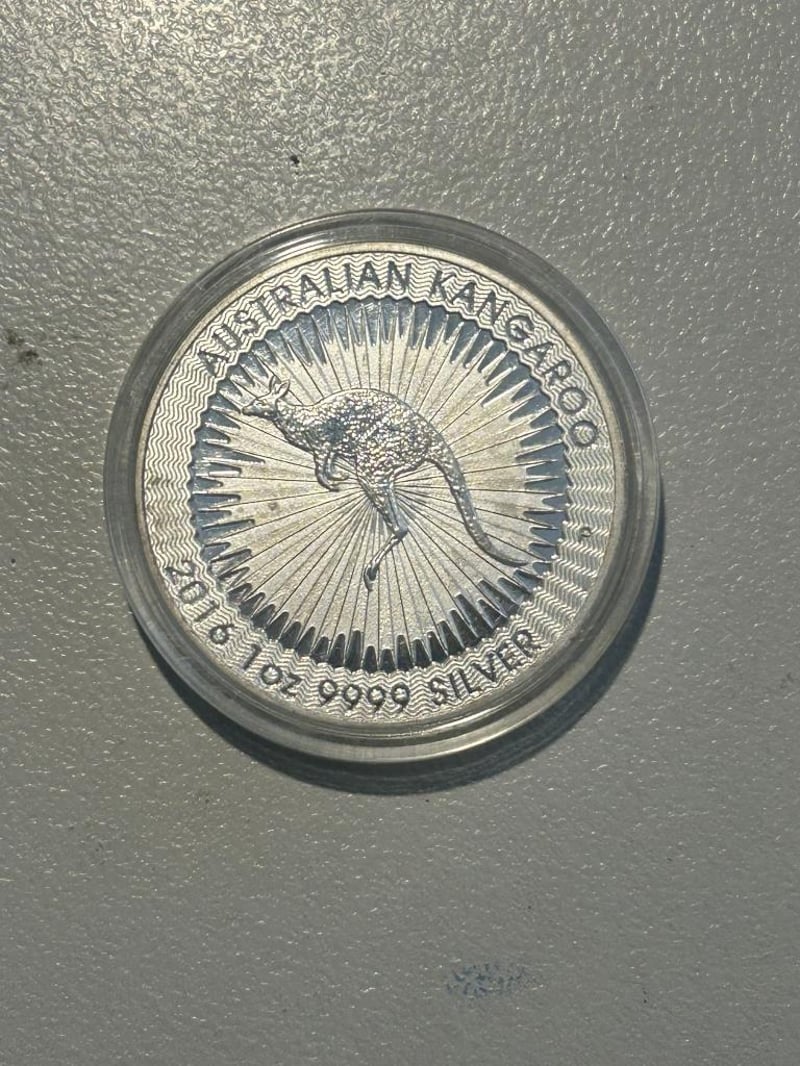 AUSTRALIAN KANGAROO
P
2016 1oz 9999 SILVER